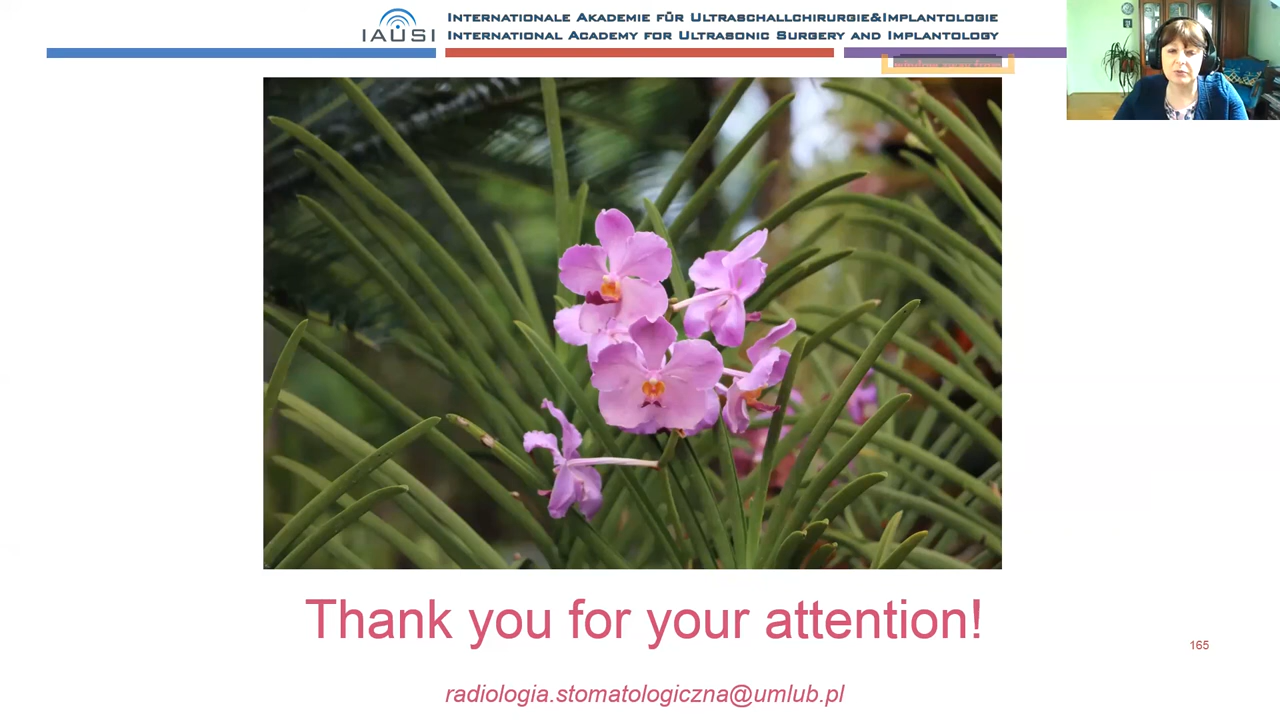 IAUSI
INTERNATIONALE AKADEMIE FÜR ULTRASCHALLCHIRURGIE&IMPLANTOLOGIE
INTERNATIONAL ACADEMY FOR ULTRASONIC SURGERY AND IMPLANTOLOGY
Thank you for your attention!
165
radiologia.stomatologiczna@umlub.pl